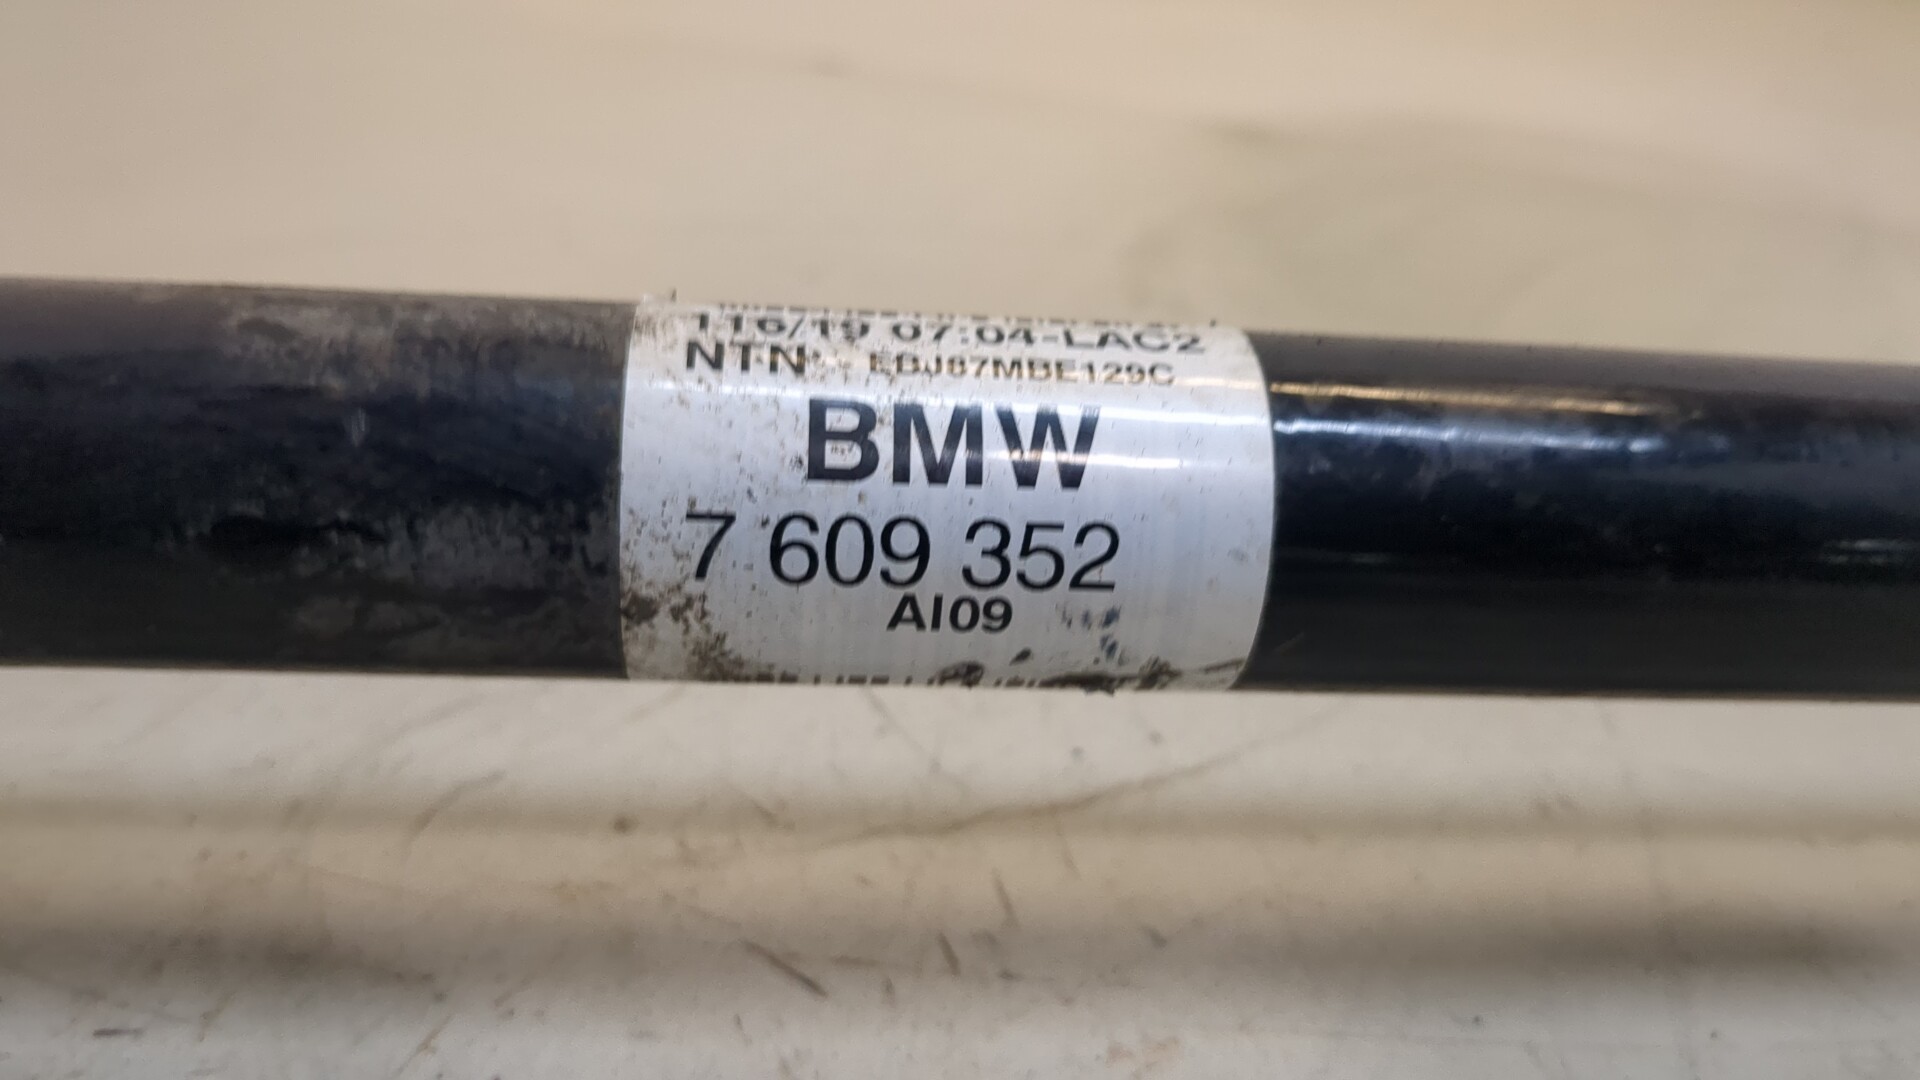 116/19 07:04-LAC2
NTN EBJ87MBE129C
BMW
7 609 352
AI09